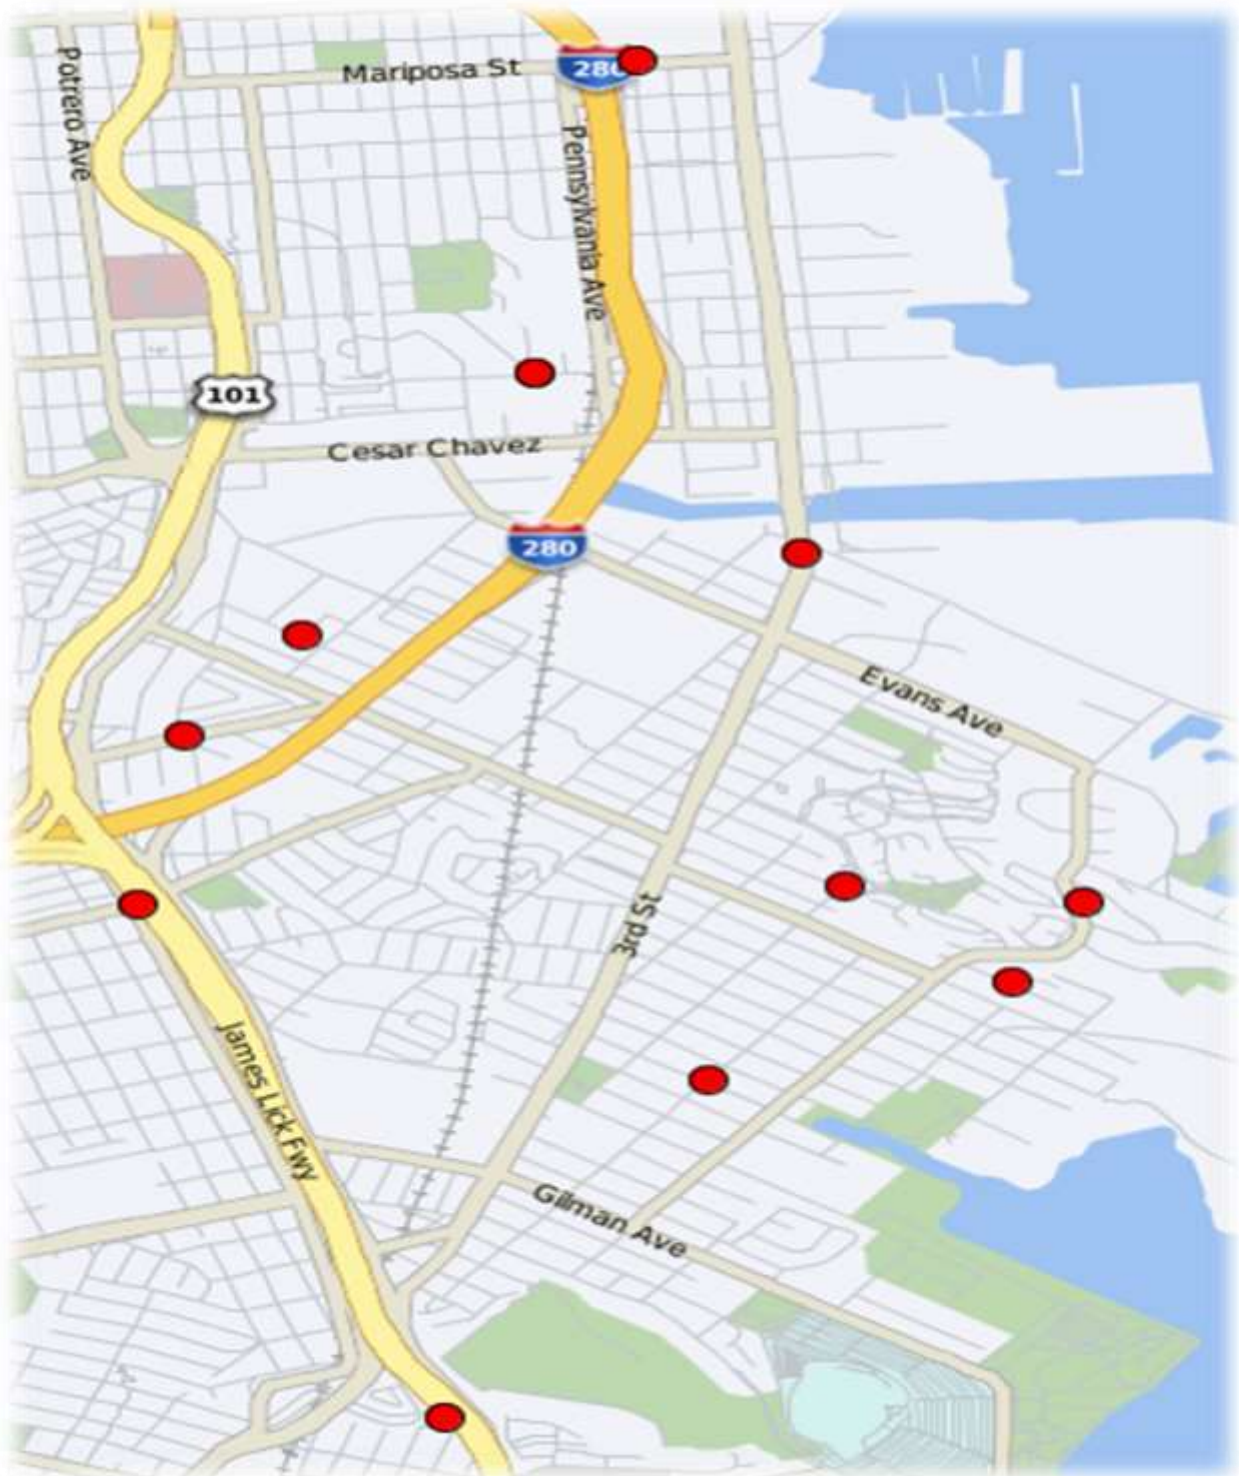 Potrero Ave
Mariposa St
280
Pennsylvania Ave
101
Cesar Chavez
280
Evans Ave
3rd St
James Lick Fwy
Gilman Ave